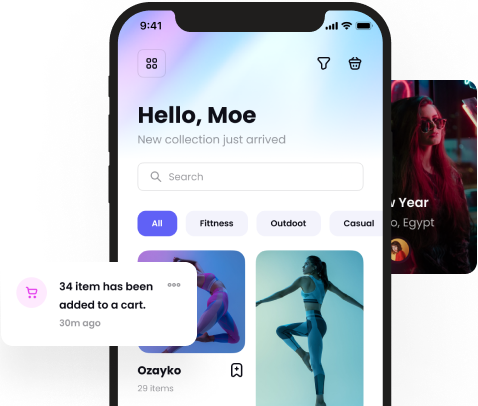 9:41
Hello, Moe
New collection just arrived
Search
All
Fittness
Outdoot
Casual
w Year
o, Egypt
34 item has been
added to a cart.
30m ago
Ozayko
29 items